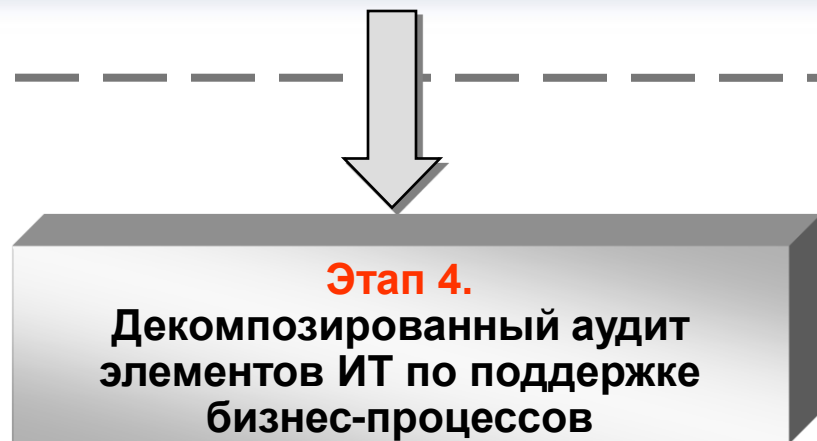 Этап 4.
Декомпозированный аудит
элементов ИТ по поддержке
бизнес-процессов